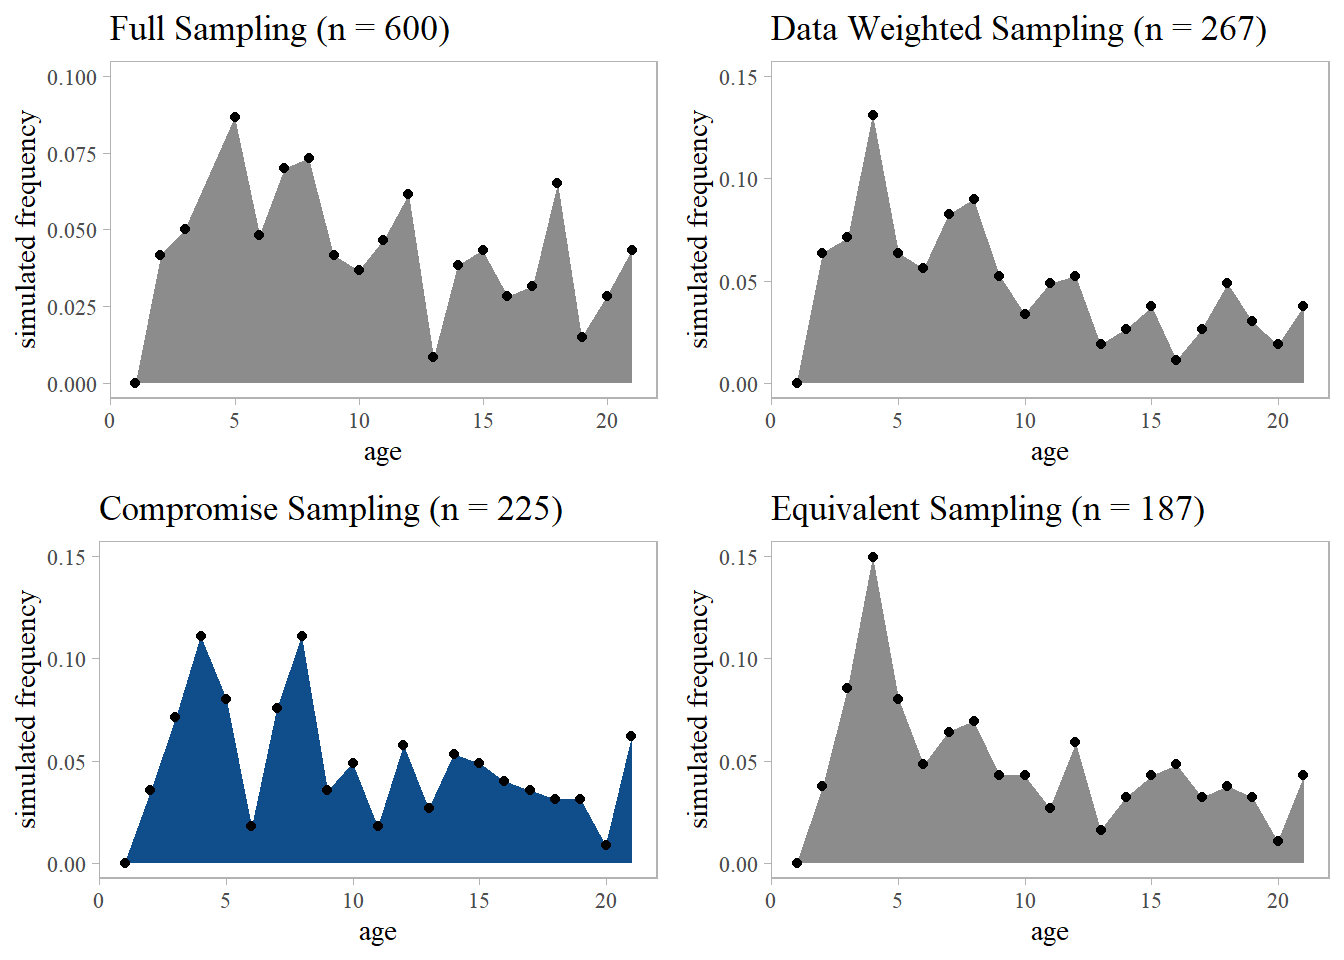 Full Sampling (n = 600)
0.100
0.075
0.050
0.025
0.000
simulated frequency
0 5 10 15 20
age
Data Weighted Sampling (n = 267)
0.15
0.10
0.05
0.00
simulated frequency
0 5 10 15 20
age
Compromise Sampling (n = 225)
0.15
0.10
0.05
0.00
simulated frequency
0 5 10 15 20
age
Equivalent Sampling (n = 187)
0.15
0.10
0.05
0.00
simulated frequency
0 5 10 15 20
age